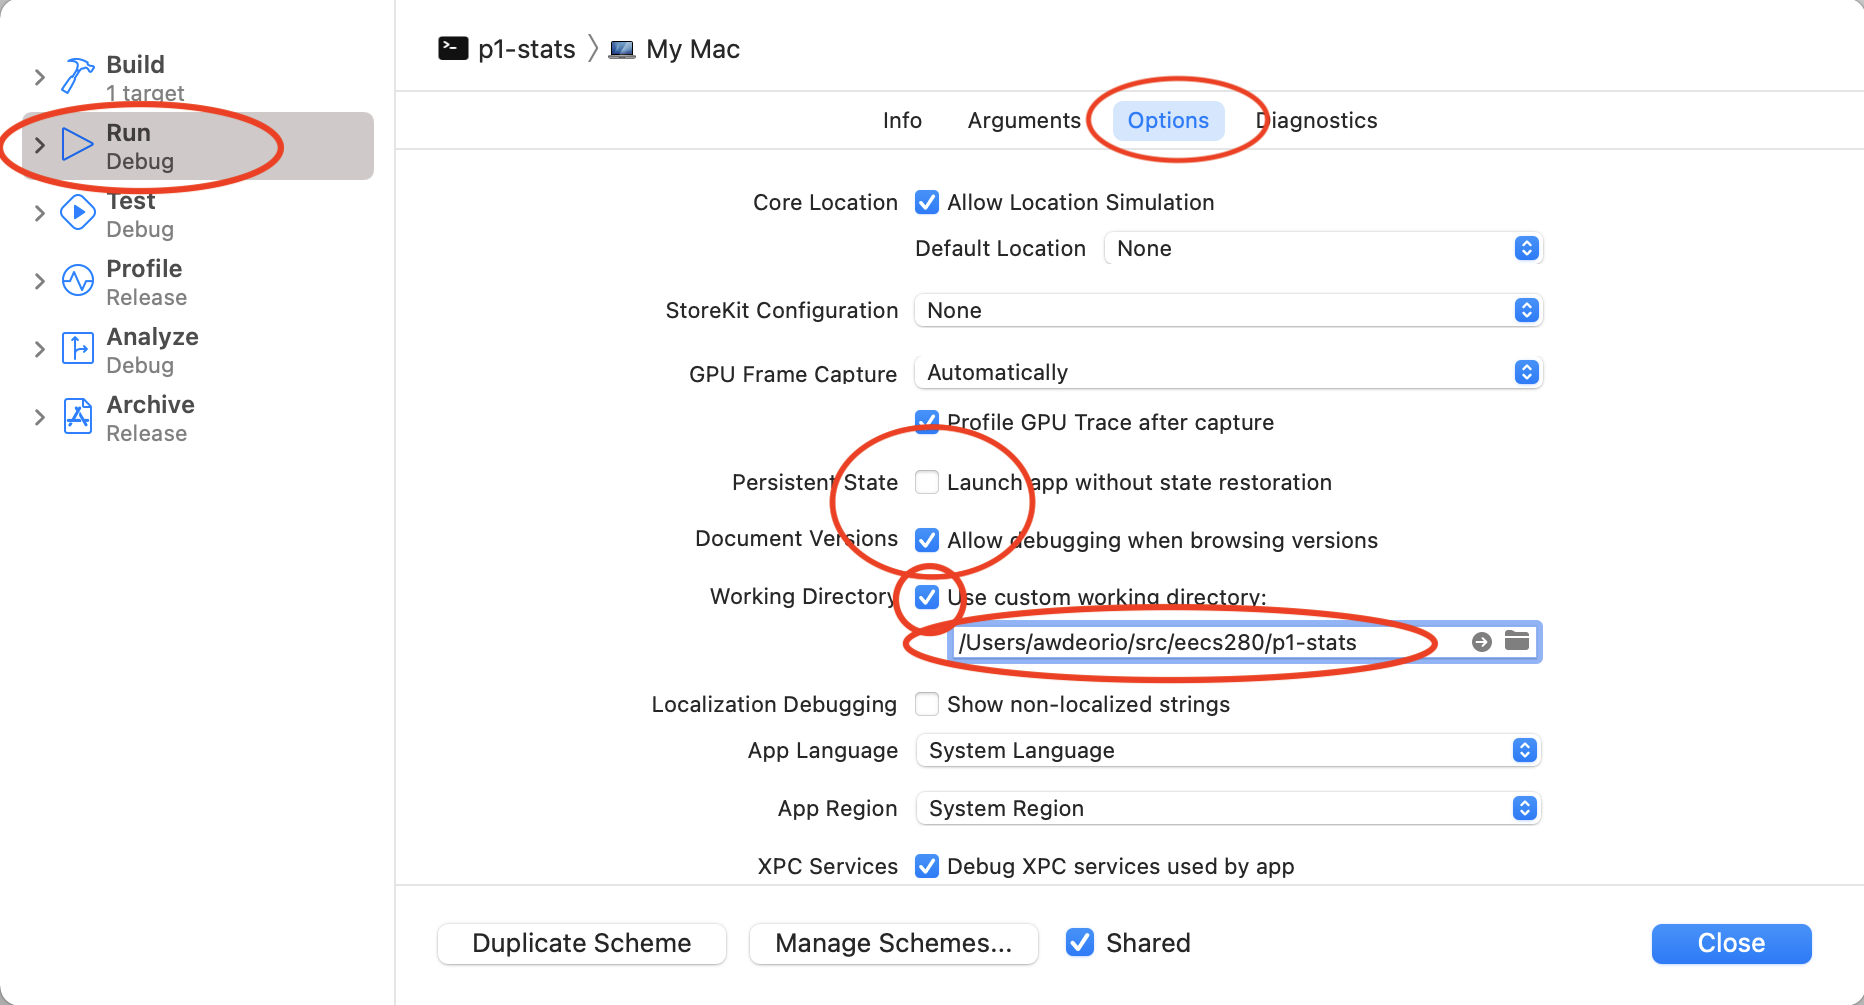 Build
1 target
Run
Debug
Test
Debug
Profile
Release
Analyze
Debug
Archive
Release
p1-stats 〉 My Mac
Info Arguments Options Diagnostics
Core Location Allow Location Simulation
Default Location None
StoreKit Configuration None
GPU Frame Capture Automatically
Profile GPU Trace after capture
Persistent State Launch app without state restoration
Document Versions Allow debugging when browsing versions
Working Directory Use custom working directory:
/Users/awdeorio/src/eecs280/p1-stats
Localization Debugging Show non-localized strings
App Language System Language
App Region System Region
XPC Services Debug XPC services used by app
Duplicate Scheme Manage Schemes... Shared Close